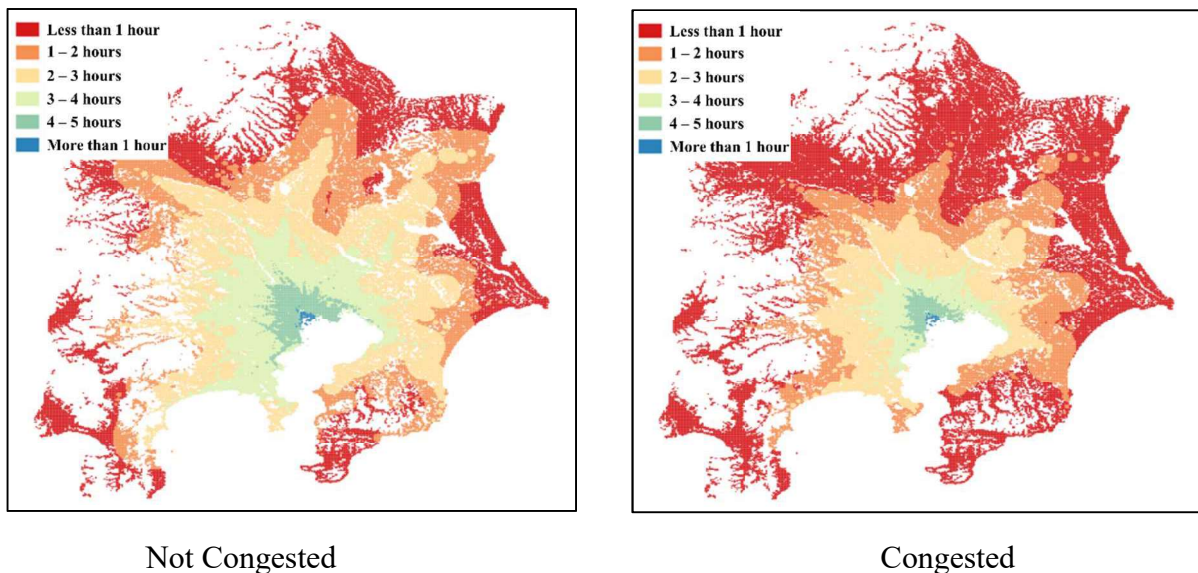 Less than 1 hour
1 – 2 hours
2 – 3 hours
3 – 4 hours
4 – 5 hours
More than 1 hour
Less than 1 hour
1 – 2 hours
2 – 3 hours
3 – 4 hours
4 – 5 hours
More than 1 hour
Not Congested
Congested